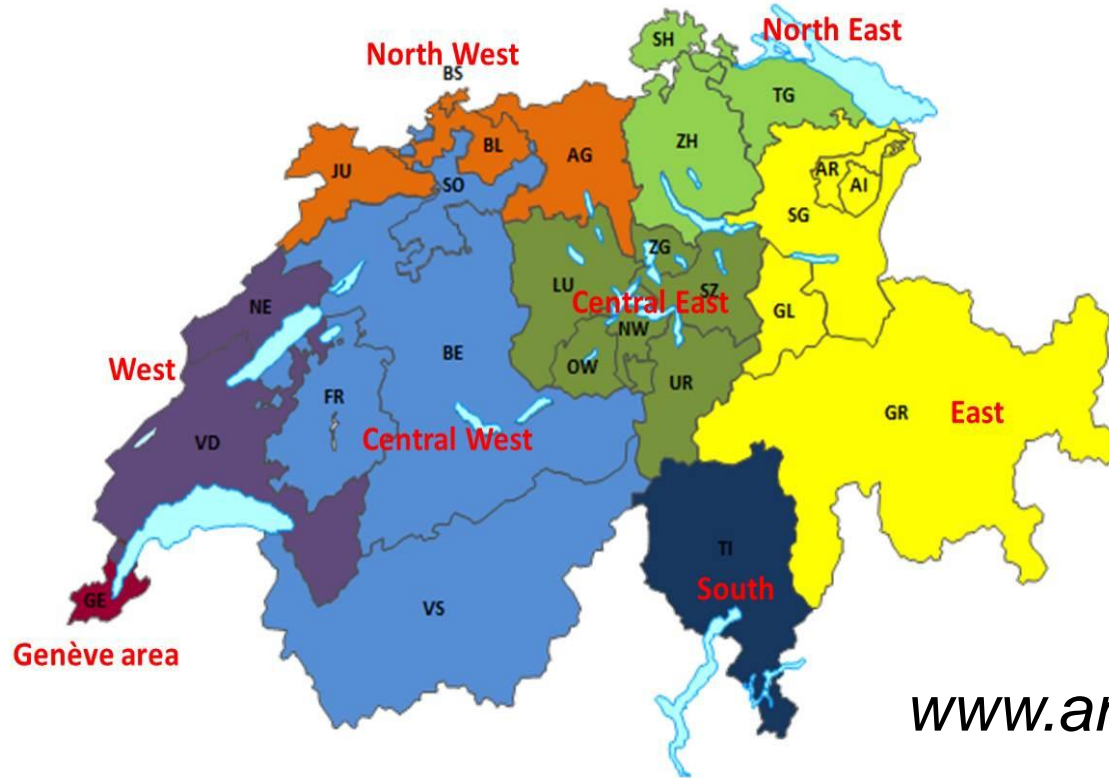 North East
SH
North West
BS
TG
ZH
BL
AG
JU
AR
SO
AI
SG
ZG
LU
SZ
Central East
NE
GL
NW
BE
OW
West
UR
FR
GR
East
Central West
VD
TI
South
GE
VS
Genève area
www.ar